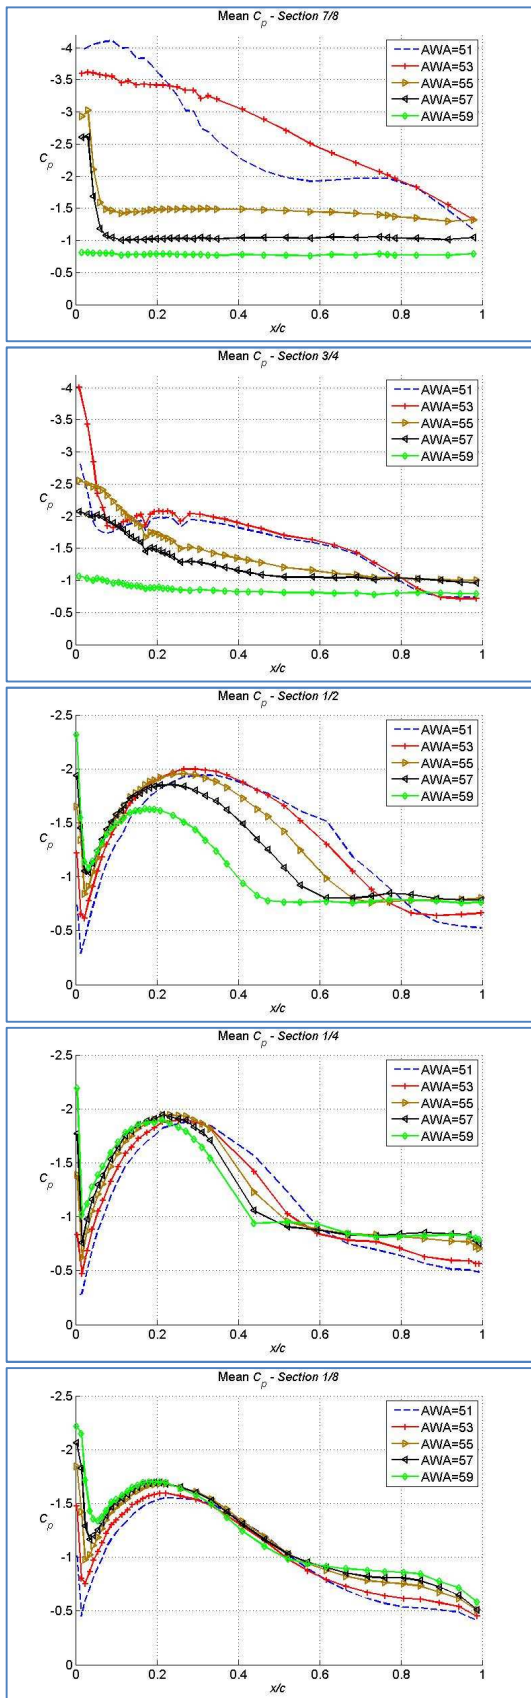 Mean C_p - Section 7/8
-4
-3.5
-3
-2.5
-2
-1.5
-1
-0.5
0
C_p
AWA=51
AWA=53
AWA=55
AWA=57
AWA=59
0 0.2 0.4 0.6 0.8 1
x/c
Mean C_p - Section 3/4
-4
-3.5
-3
-2.5
-2
-1.5
-1
-0.5
0
C_p
AWA=51
AWA=53
AWA=55
AWA=57
AWA=59
0 0.2 0.4 0.6 0.8 1
x/c
Mean C_p - Section 1/2
-2.5
-2
-1.5
-1
-0.5
0
C_p
AWA=51
AWA=53
AWA=55
AWA=57
AWA=59
0 0.2 0.4 0.6 0.8 1
x/c
Mean C_p - Section 1/4
-2.5
-2
-1.5
-1
-0.5
0
C_p
AWA=51
AWA=53
AWA=55
AWA=57
AWA=59
0 0.2 0.4 0.6 0.8 1
x/c
Mean C_p - Section 1/8
-2.5
-2
-1.5
-1
-0.5
0
C_p
AWA=51
AWA=53
AWA=55
AWA=57
AWA=59
0 0.2 0.4 0.6 0.8 1
x/c